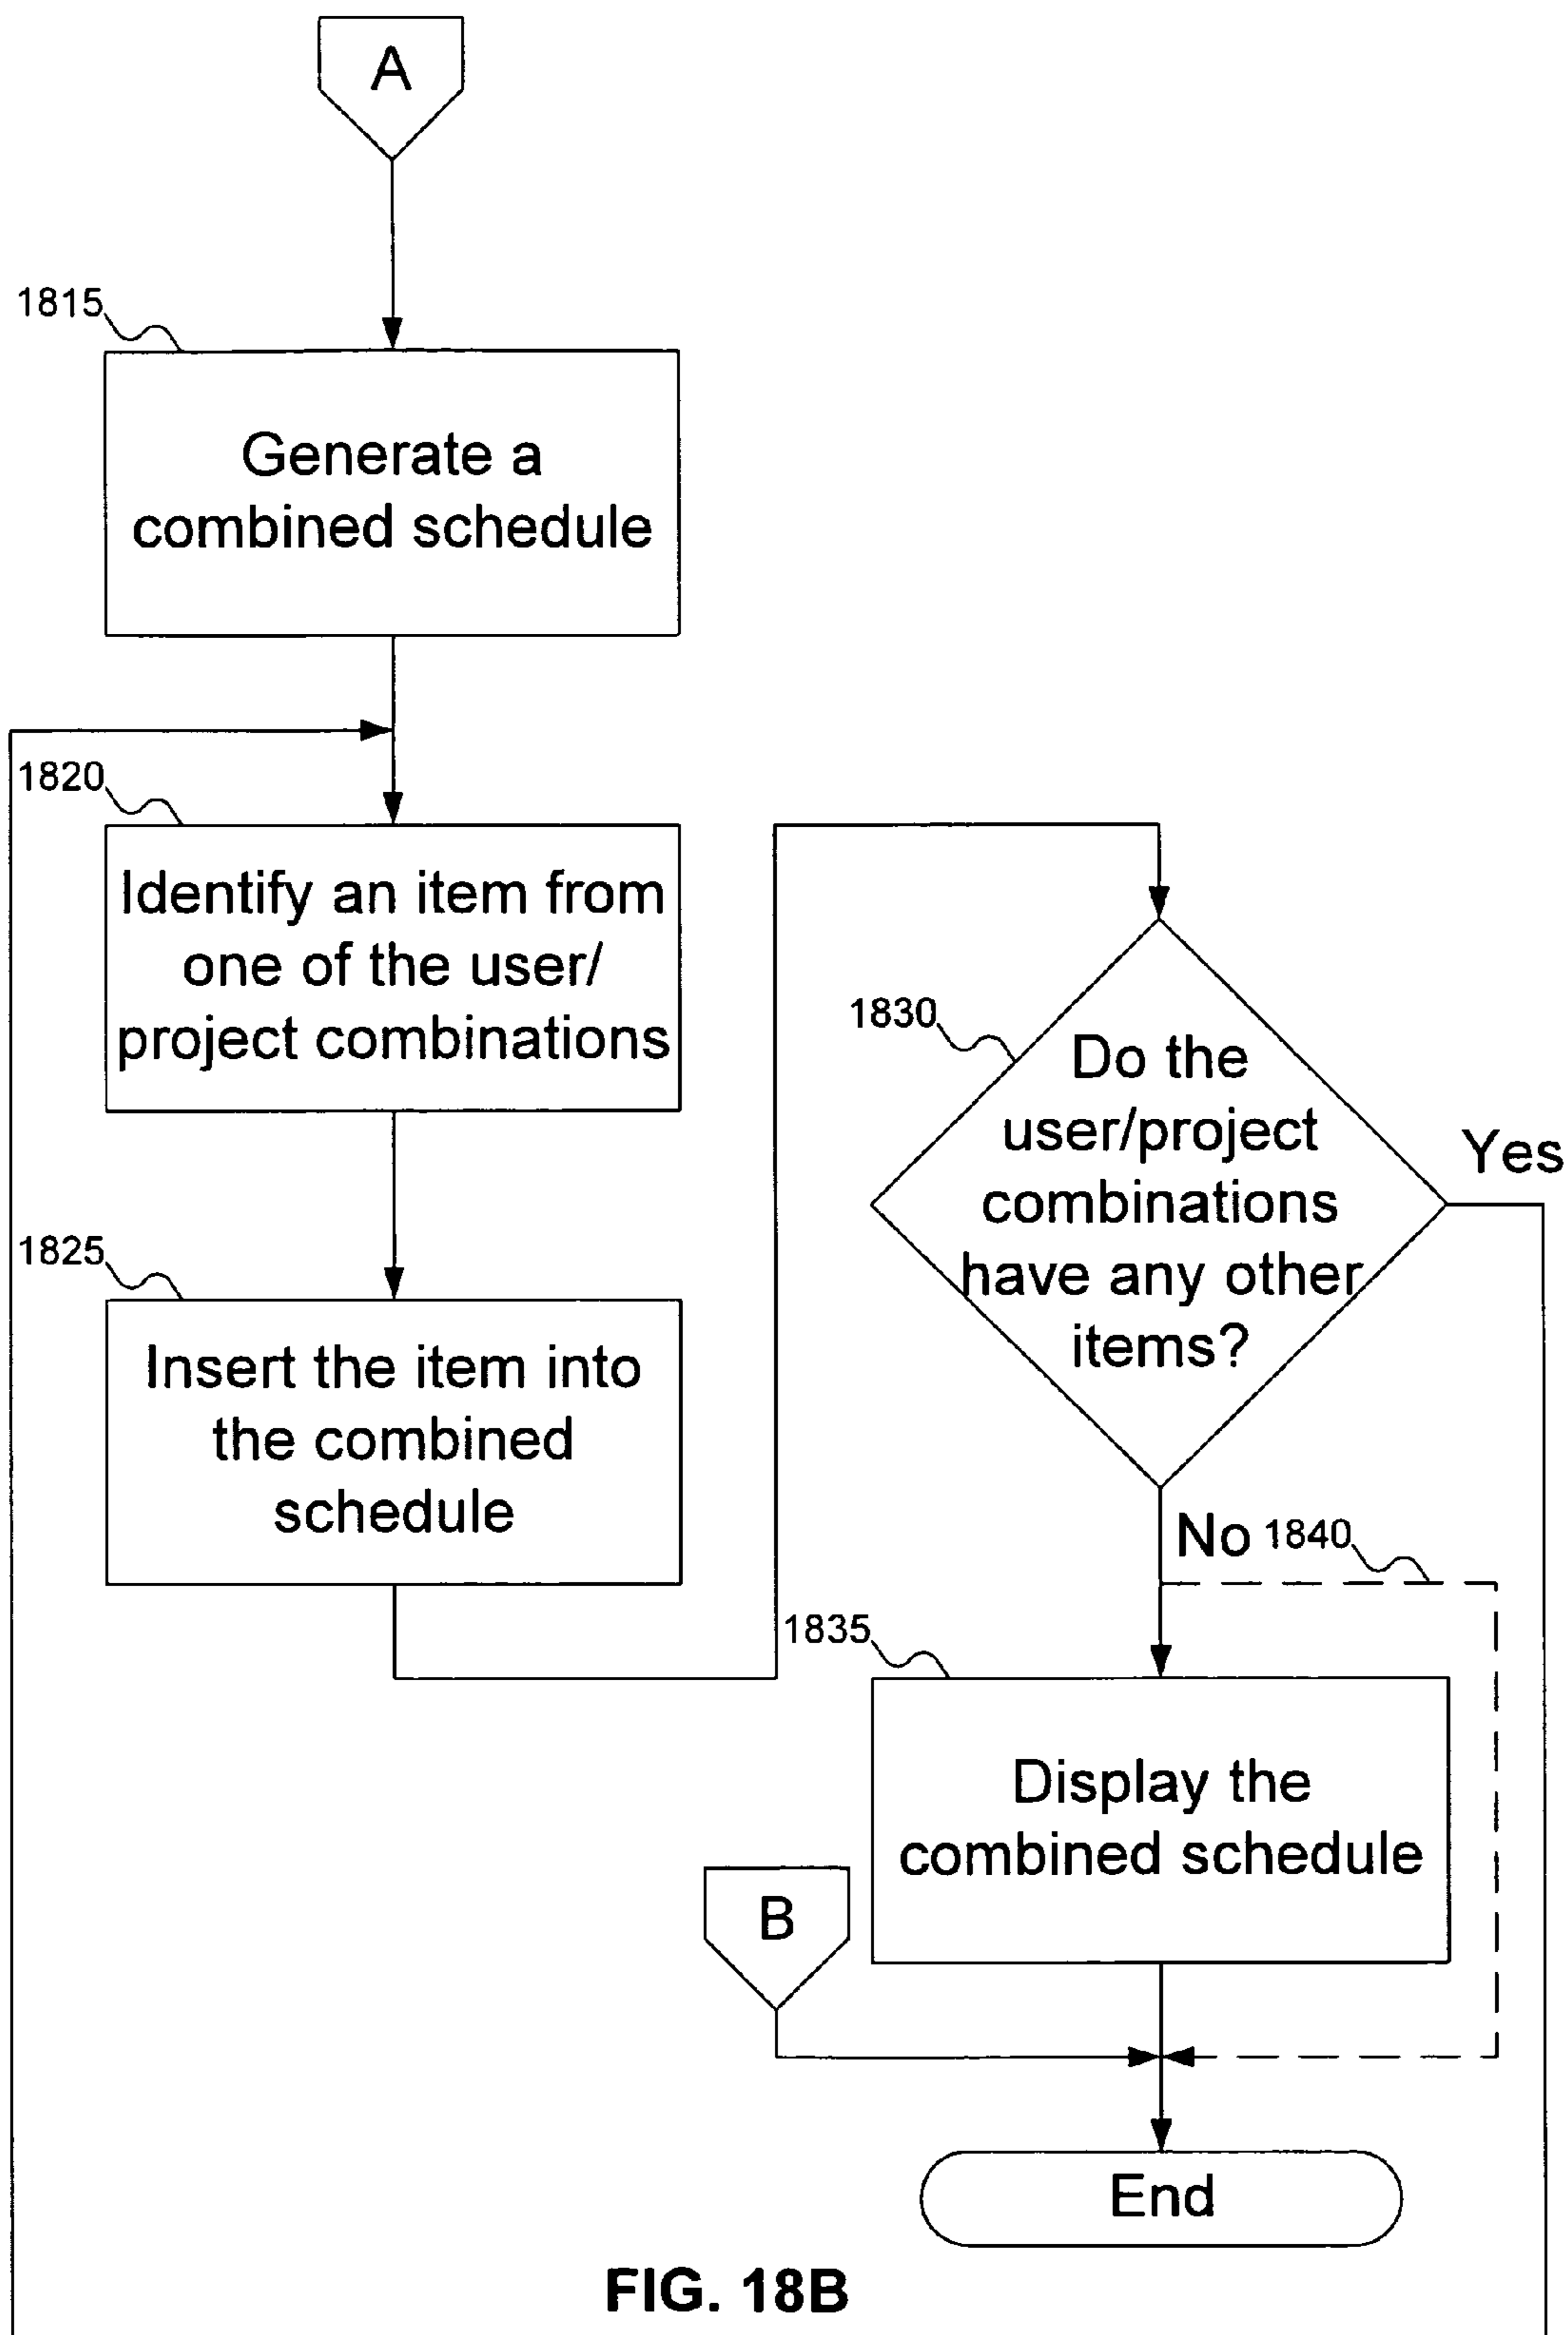 A
1815
Generate a
combined schedule
1820
Identify an item from
one of the user/
project combinations
1825
Insert the item into
the combined
schedule
1830
Do the
user/project
combinations
have any other
items?
Yes
No
1840
1835
Display the
combined schedule
B
End
FIG. 18B